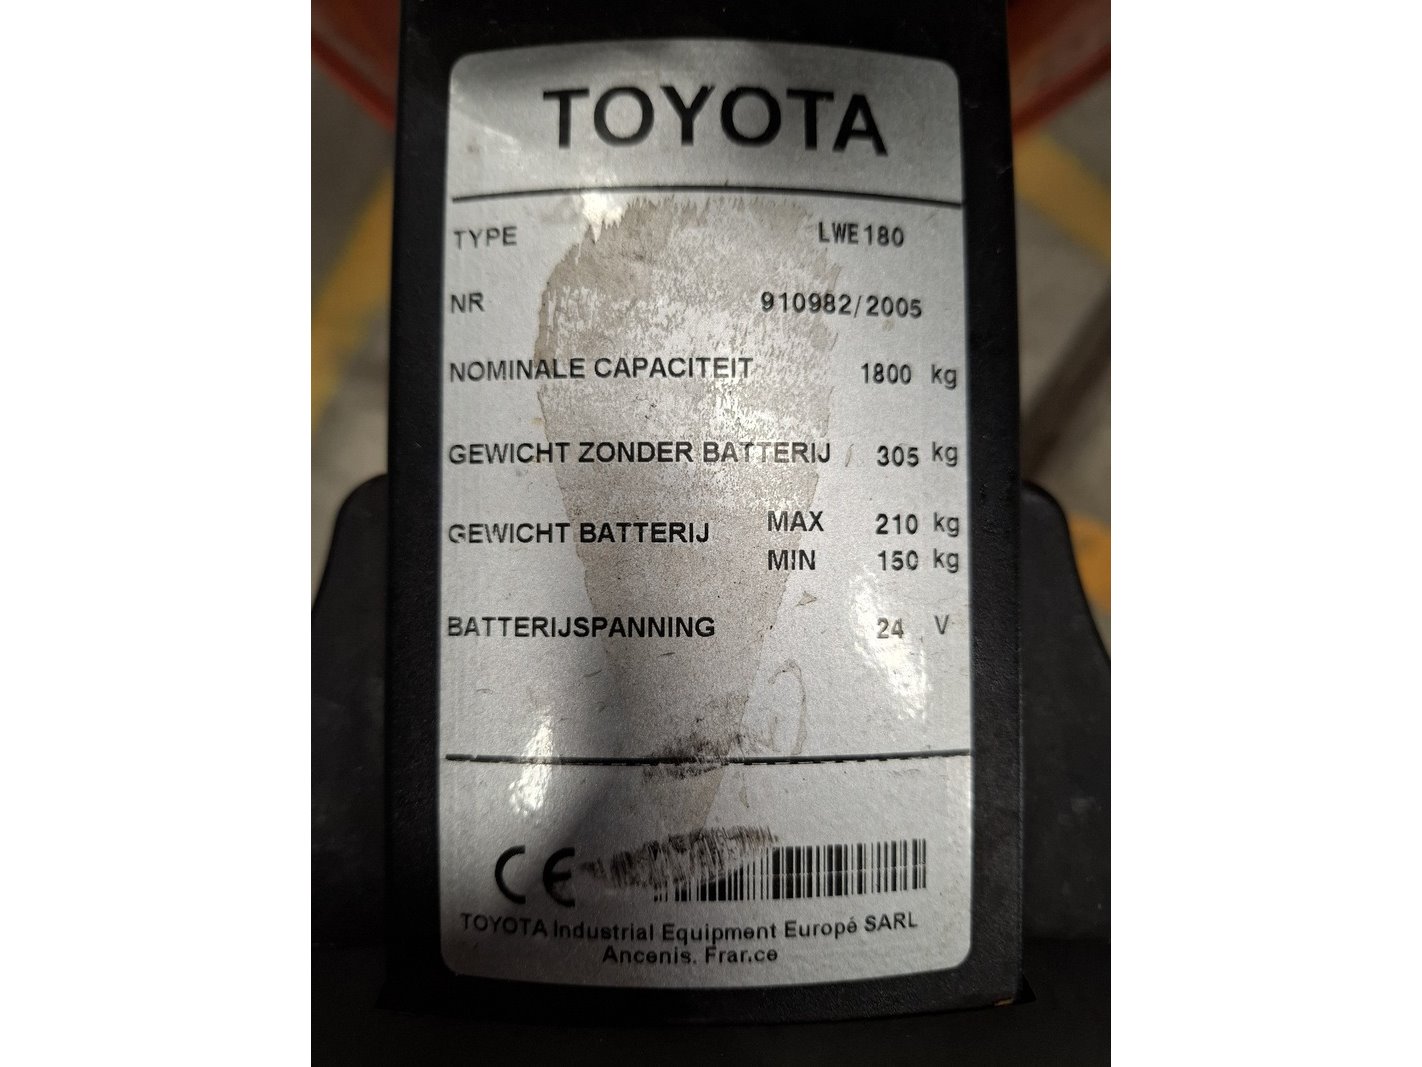 TOYOTA
TYPE LWE180
NR 910982/2005
NOMINALE CAPACITEIT 1800 kg
GEWICHT ZONDER BATTERIJ 305 kg
GEWICHT BATTERIJ MAX 210 kg
MIN 150 kg
BATTERIJSPANNING 24 V
CE
TOYOTA Industrial Equipment Europé SARL
Ancenis. France